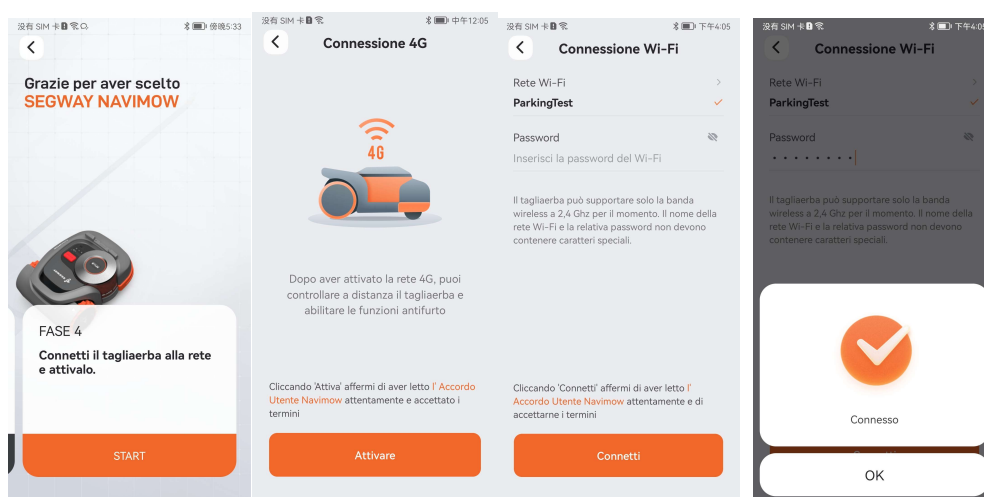 没有 SIM 卡
傍晚5:33
Grazie per aver scelto
SEGWAY NAVIMOW
FASE 4
Connetti il tagliaerba alla rete
e attivalo.
START
没有 SIM 卡
中午12:05
Connessione 4G
4G
Dopo aver attivato la rete 4G, puoi
controllare a distanza il tagliaerba e
abilitare le funzioni antifurto
Cliccando 'Attiva' affermi di aver letto l' Accordo
Utente Navimow attentamente e accettato i
termini
Attivare
没有 SIM 卡
下午4:05
Connessione Wi-Fi
Rete Wi-Fi
ParkingTest
Password
Inserisci la password del Wi-Fi
Il tagliaerba può supportare solo la banda
wireless a 2,4 Ghz per il momento. Il nome della
rete Wi-Fi e la relativa password non devono
contenere caratteri speciali.
Cliccando 'Connetti' affermi di aver letto l'
Accordo Utente Navimow attentamente e di
accettarne i termini
Connetti
没有 SIM 卡
下午4:05
Connessione Wi-Fi
Rete Wi-Fi
ParkingTest
Password
Il tagliaerba può supportare solo la banda
wireless a 2,4 Ghz per il momento. Il nome della
rete Wi-Fi e la relativa password non devono
contenere caratteri speciali.
Connesso
OK